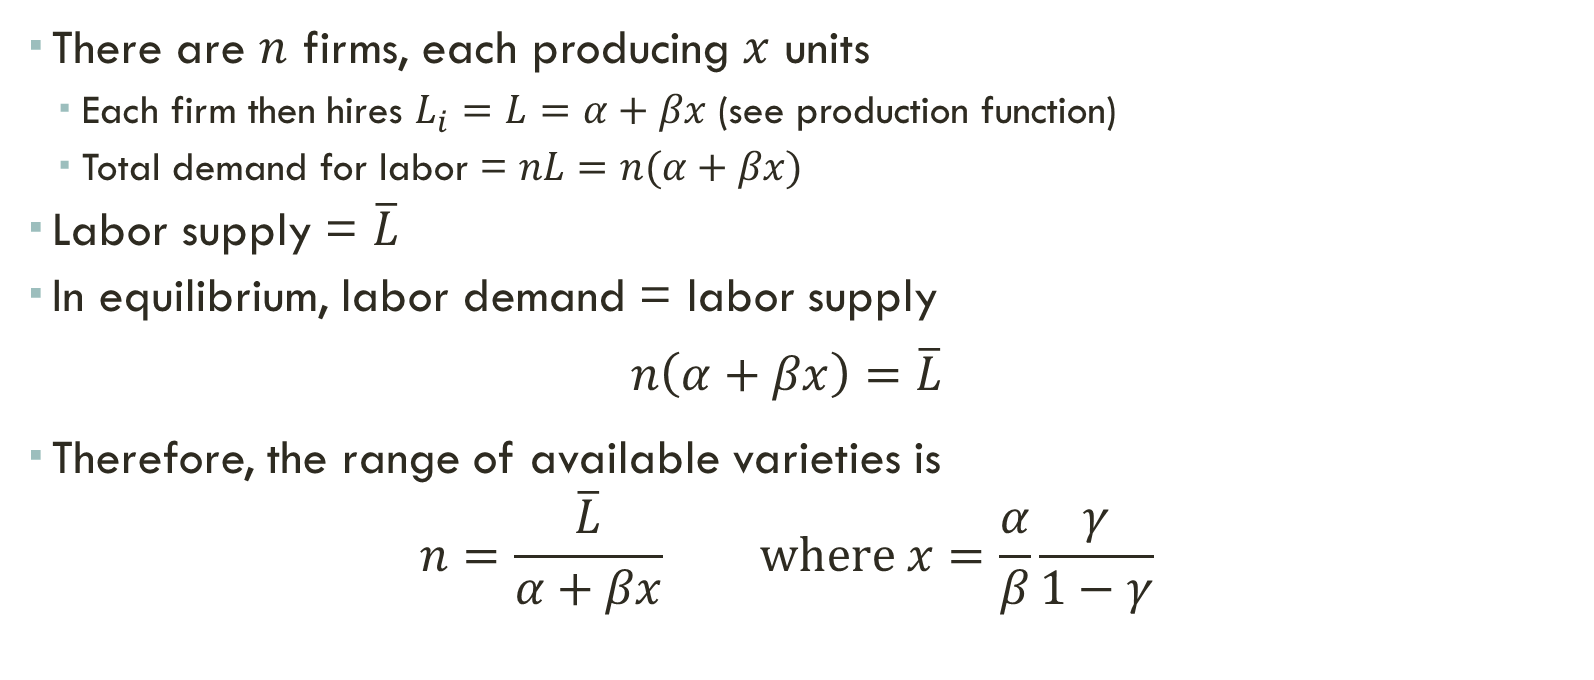 ▪ There are 𝑛 firms, each producing 𝑥 units
▪ Each firm then hires 𝐿ᵢ = 𝐿 = 𝛼 + 𝛽𝑥 (see production function)
▪ Total demand for labor = 𝑛𝐿 = 𝑛(𝛼 + 𝛽𝑥)
▪ Labor supply = 𝐿̅
▪ In equilibrium, labor demand = labor supply
𝑛(𝛼 + 𝛽𝑥) = 𝐿̅
▪ Therefore, the range of available varieties is
𝑛 = 𝐿̅ / (𝛼 + 𝛽𝑥) where 𝑥 = (𝛼 / 𝛽) (𝛾 / (1 − 𝛾))